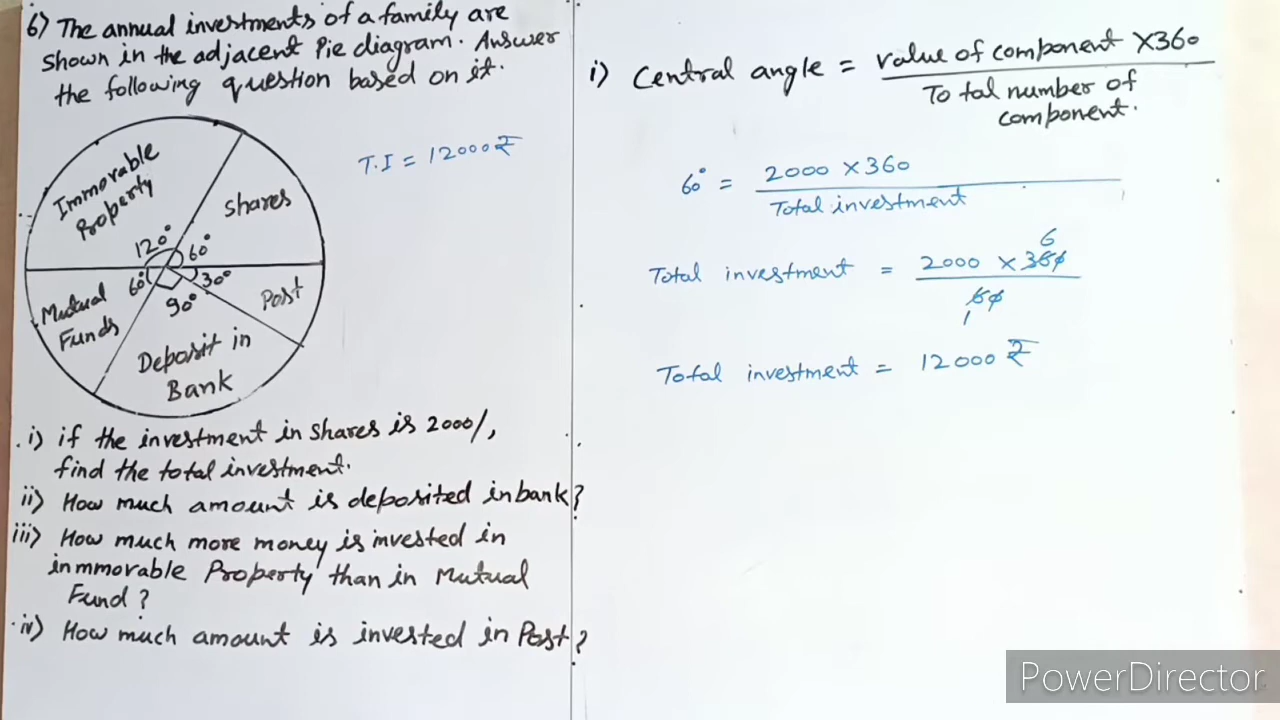 6) The annual investments of a family are
shown in the adjacent Pie diagram. Answer
the following question based on it.
T.I = 12000 ₹
Immovable
Property
shares
120°
60°
60°
30°
90°
Mutual
Funds
Post
Deposit in
Bank
i) if the investment in shares is 2000/,
find the total investment.
ii) How much amount is deposited in bank?
iii) How much more money is invested in
inmmorable Property than in Mutual
Fund?
iv) How much amount is invested in Post?
i) Central angle = value of component X360
To tal number of
component.
60° = 2000 X360
Total investment
Total investment = 2000 x 360
6
60
1
Total investment = 12000 ₹
PowerDirector